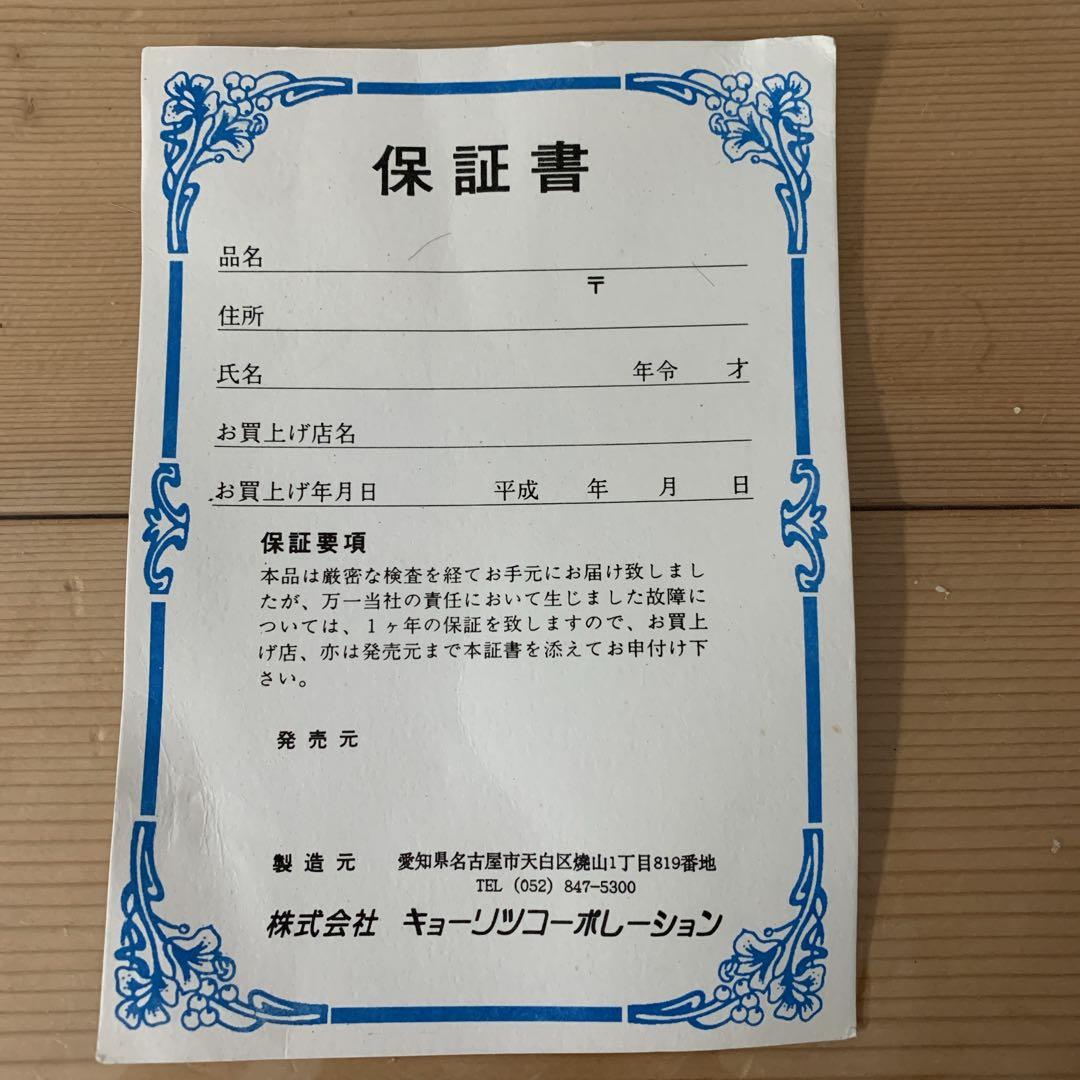 保証書
品名
〒
住所
氏名 年令 才
お買上げ店名
お買上げ年月日 平成 年 月 日
保証要項
本品は厳密な検査を経てお手元にお届け致しまし
たが、万一当社の責任において生じました故障に
ついては、1ヶ年の保証を致しますので、お買上
げ店、亦は発売元まで本証書を添えてお申付け下
さい。
発売元
製造元 愛知県名古屋市天白区焼山1丁目819番地
TEL (052) 847-5300
株式会社 キョーリツコーポレーション